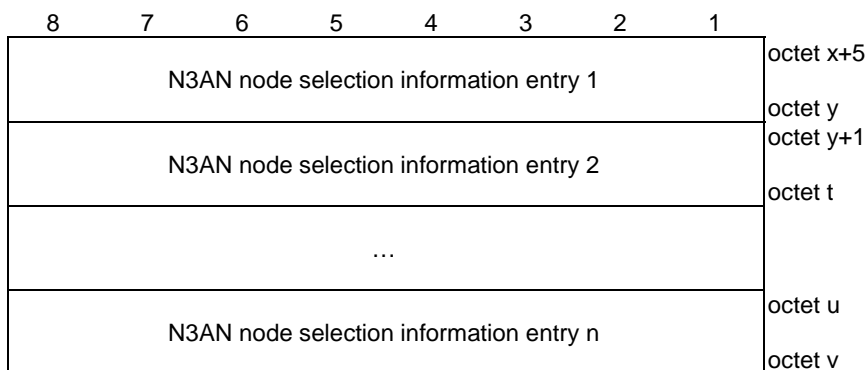 8 7 6 5 4 3 2 1
octet x+5
N3AN node selection information entry 1
octet y
octet y+1
N3AN node selection information entry 2
octet t
…
octet u
N3AN node selection information entry n
octet v